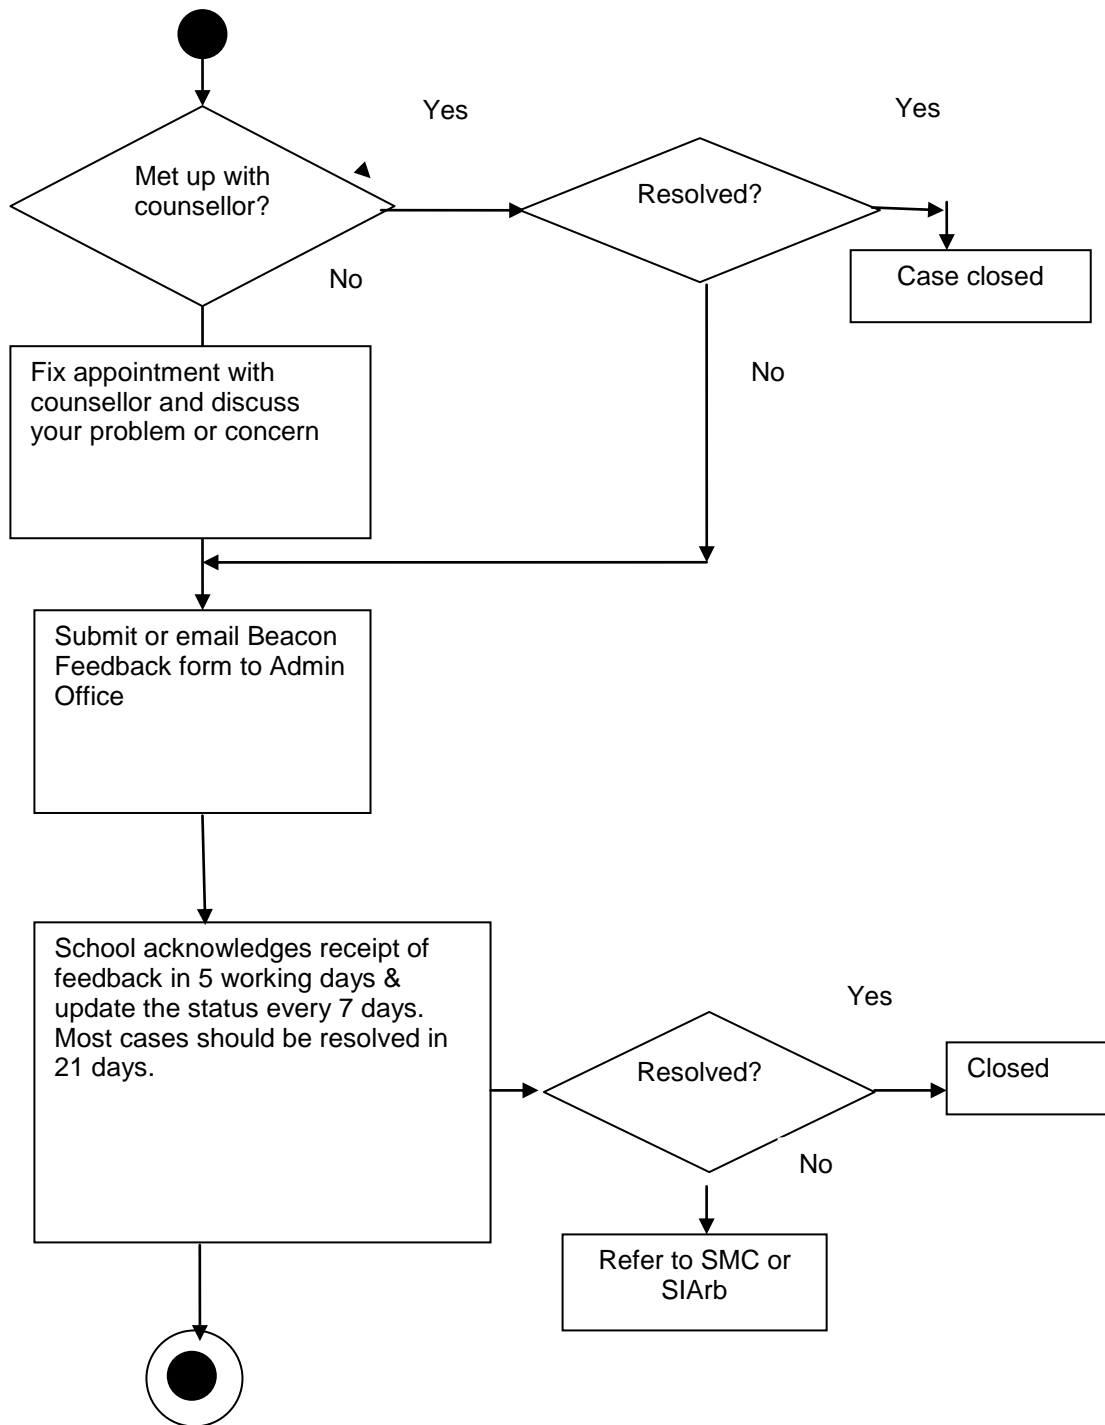 Yes
Yes
Met up with
counsellor?
Resolved?
Case closed
No
No
Fix appointment with
counsellor and discuss
your problem or concern
Submit or email Beacon
Feedback form to Admin
Office
School acknowledges receipt of
feedback in 5 working days &
update the status every 7 days.
Most cases should be resolved in
21 days.
Yes
Resolved?
Closed
No
Refer to SMC or
SIArb